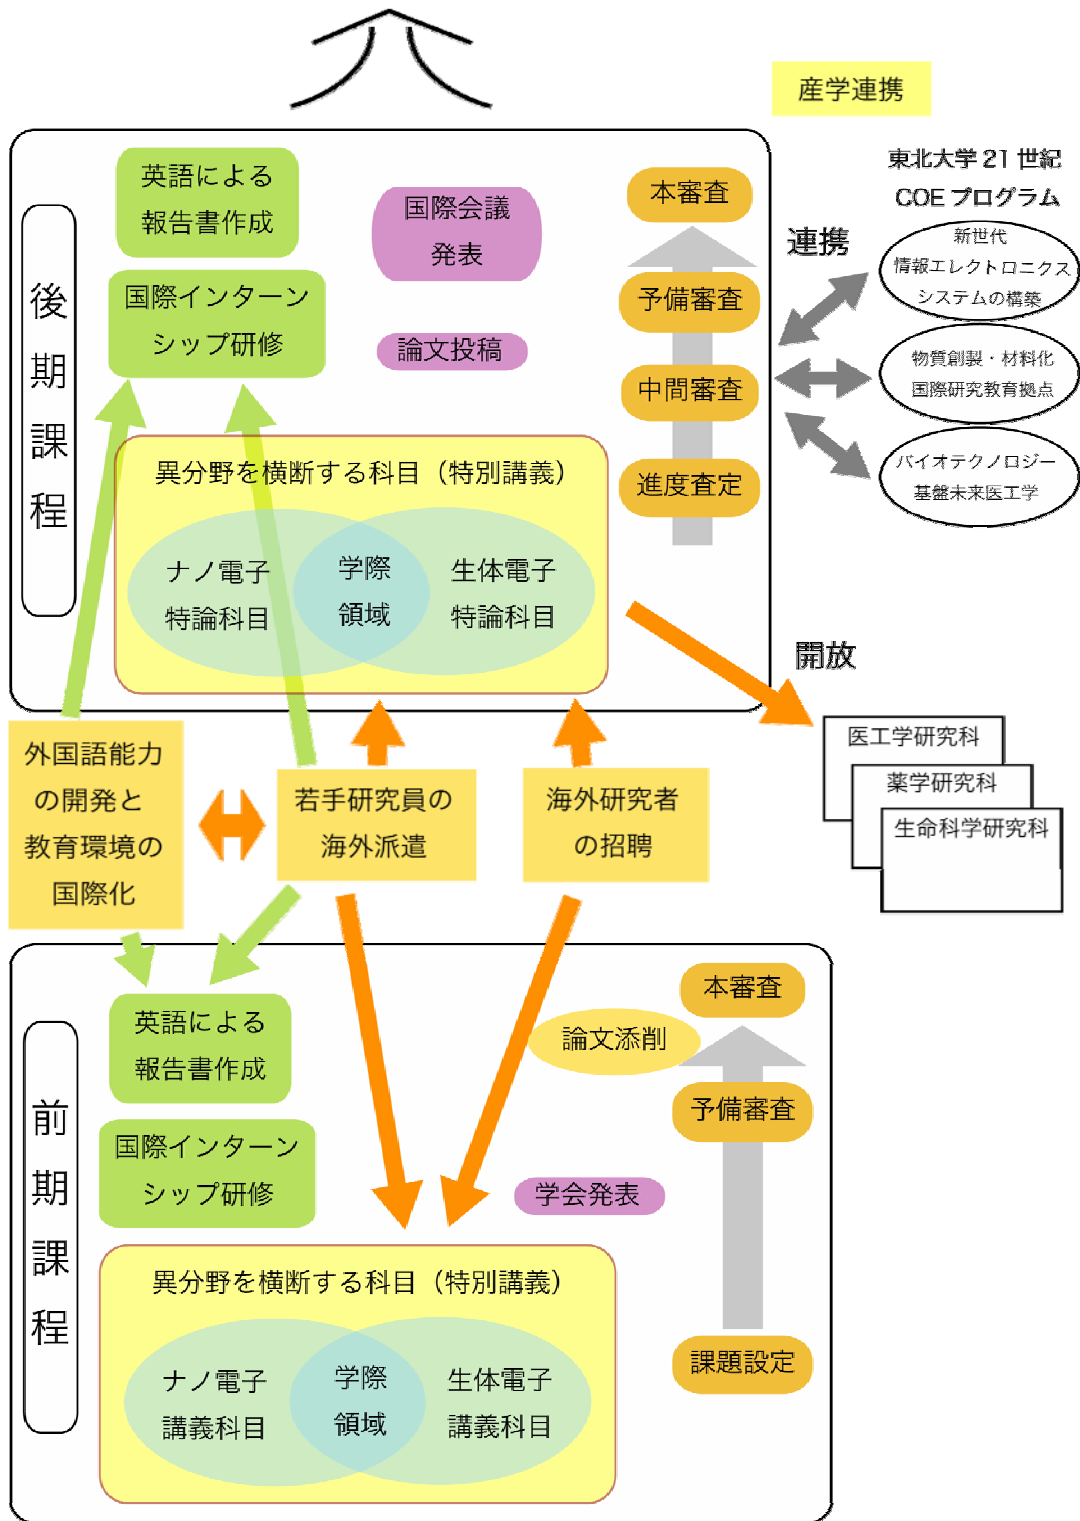 産学連携
東北大学 21 世紀
COE プログラム
連携
新世代
情報エレクトロニクス
システムの構築
物質創製・材料化
国際研究教育拠点
バイオテクノロジー
基盤未来医工学
後期課程
英語による
報告書作成
国際インターン
シップ研修
国際会議
発表
論文投稿
本審査
予備審査
中間審査
進度査定
異分野を横断する科目（特別講義）
ナノ電子
特論科目
学際
領域
生体電子
特論科目
開放
医工学研究科
薬学研究科
生命科学研究科
外国語能力
の開発と
教育環境の
国際化
若手研究員の
海外派遣
海外研究者
の招聘
前期課程
英語による
報告書作成
国際インターン
シップ研修
論文添削
学会発表
本審査
予備審査
課題設定
異分野を横断する科目（特別講義）
ナノ電子
講義科目
学際
領域
生体電子
講義科目